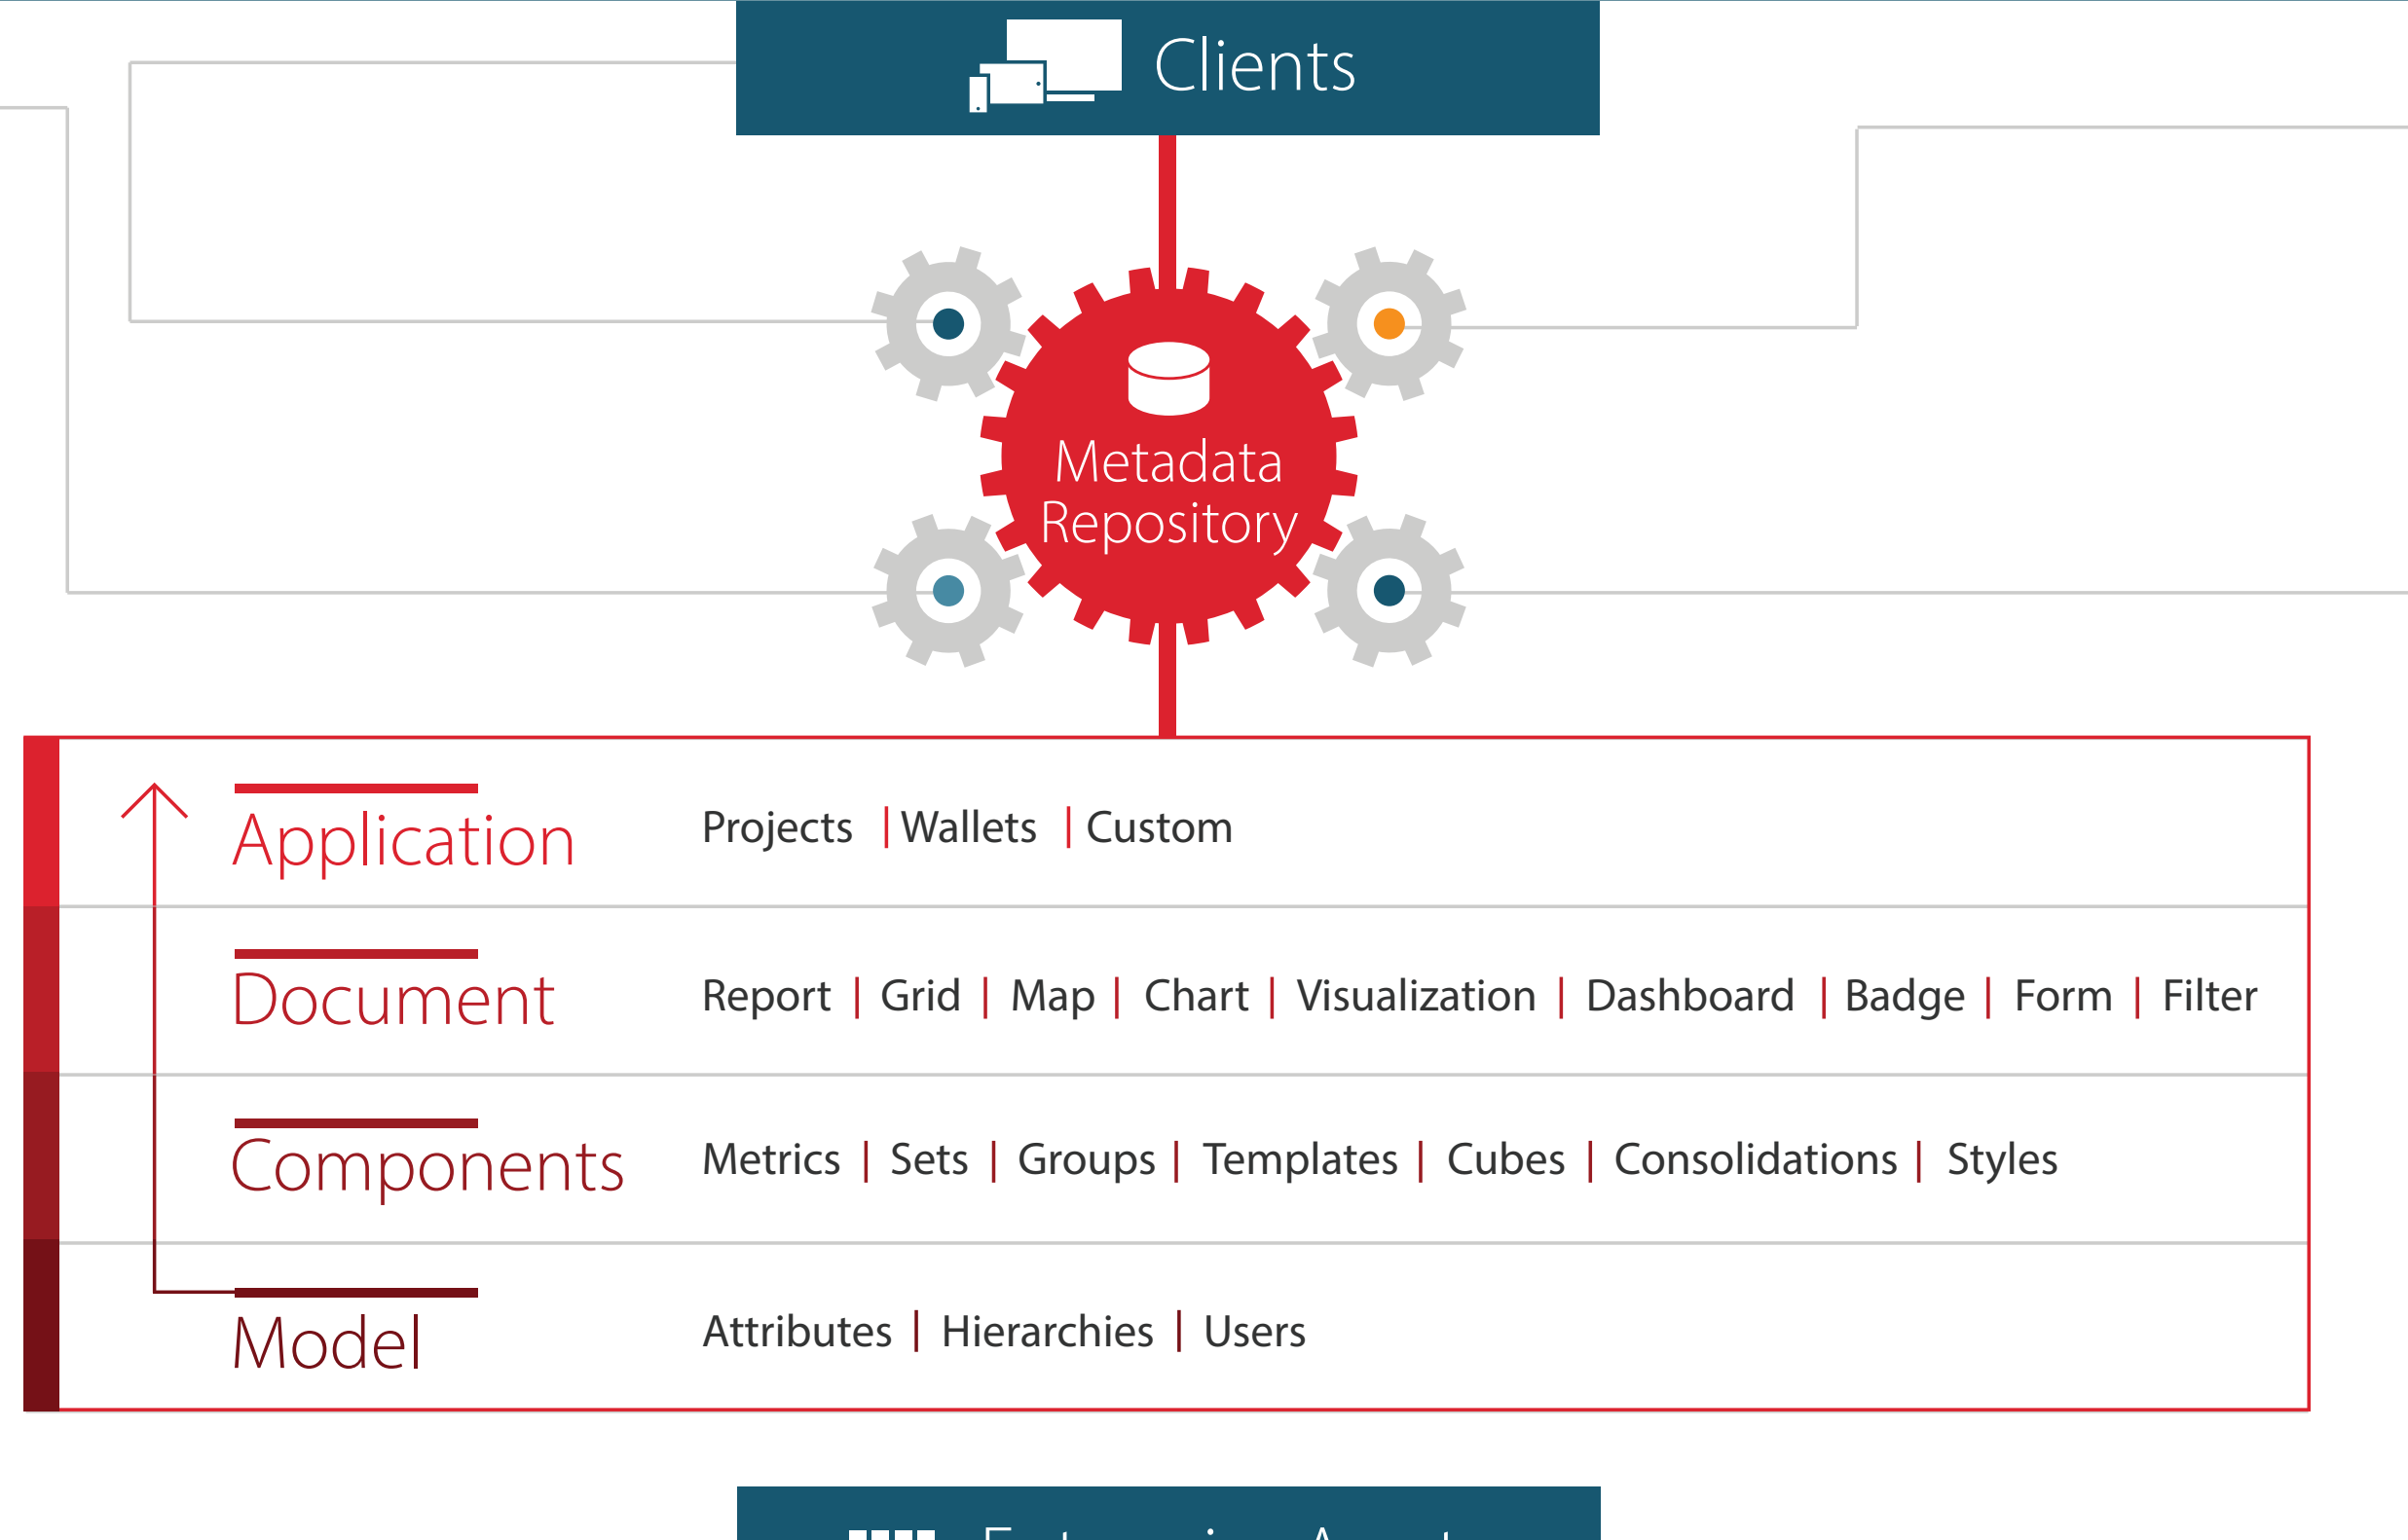 Clients
Metadata
Repository
Application
Projects | Wallets | Custom
Document
Report | Grid | Map | Chart | Visualization | Dashboard | Badge | Form | Filter
Components
Metrics | Sets | Groups | Templates | Cubes | Consolidations | Styles
Model
Attributes | Hierarchies | Users